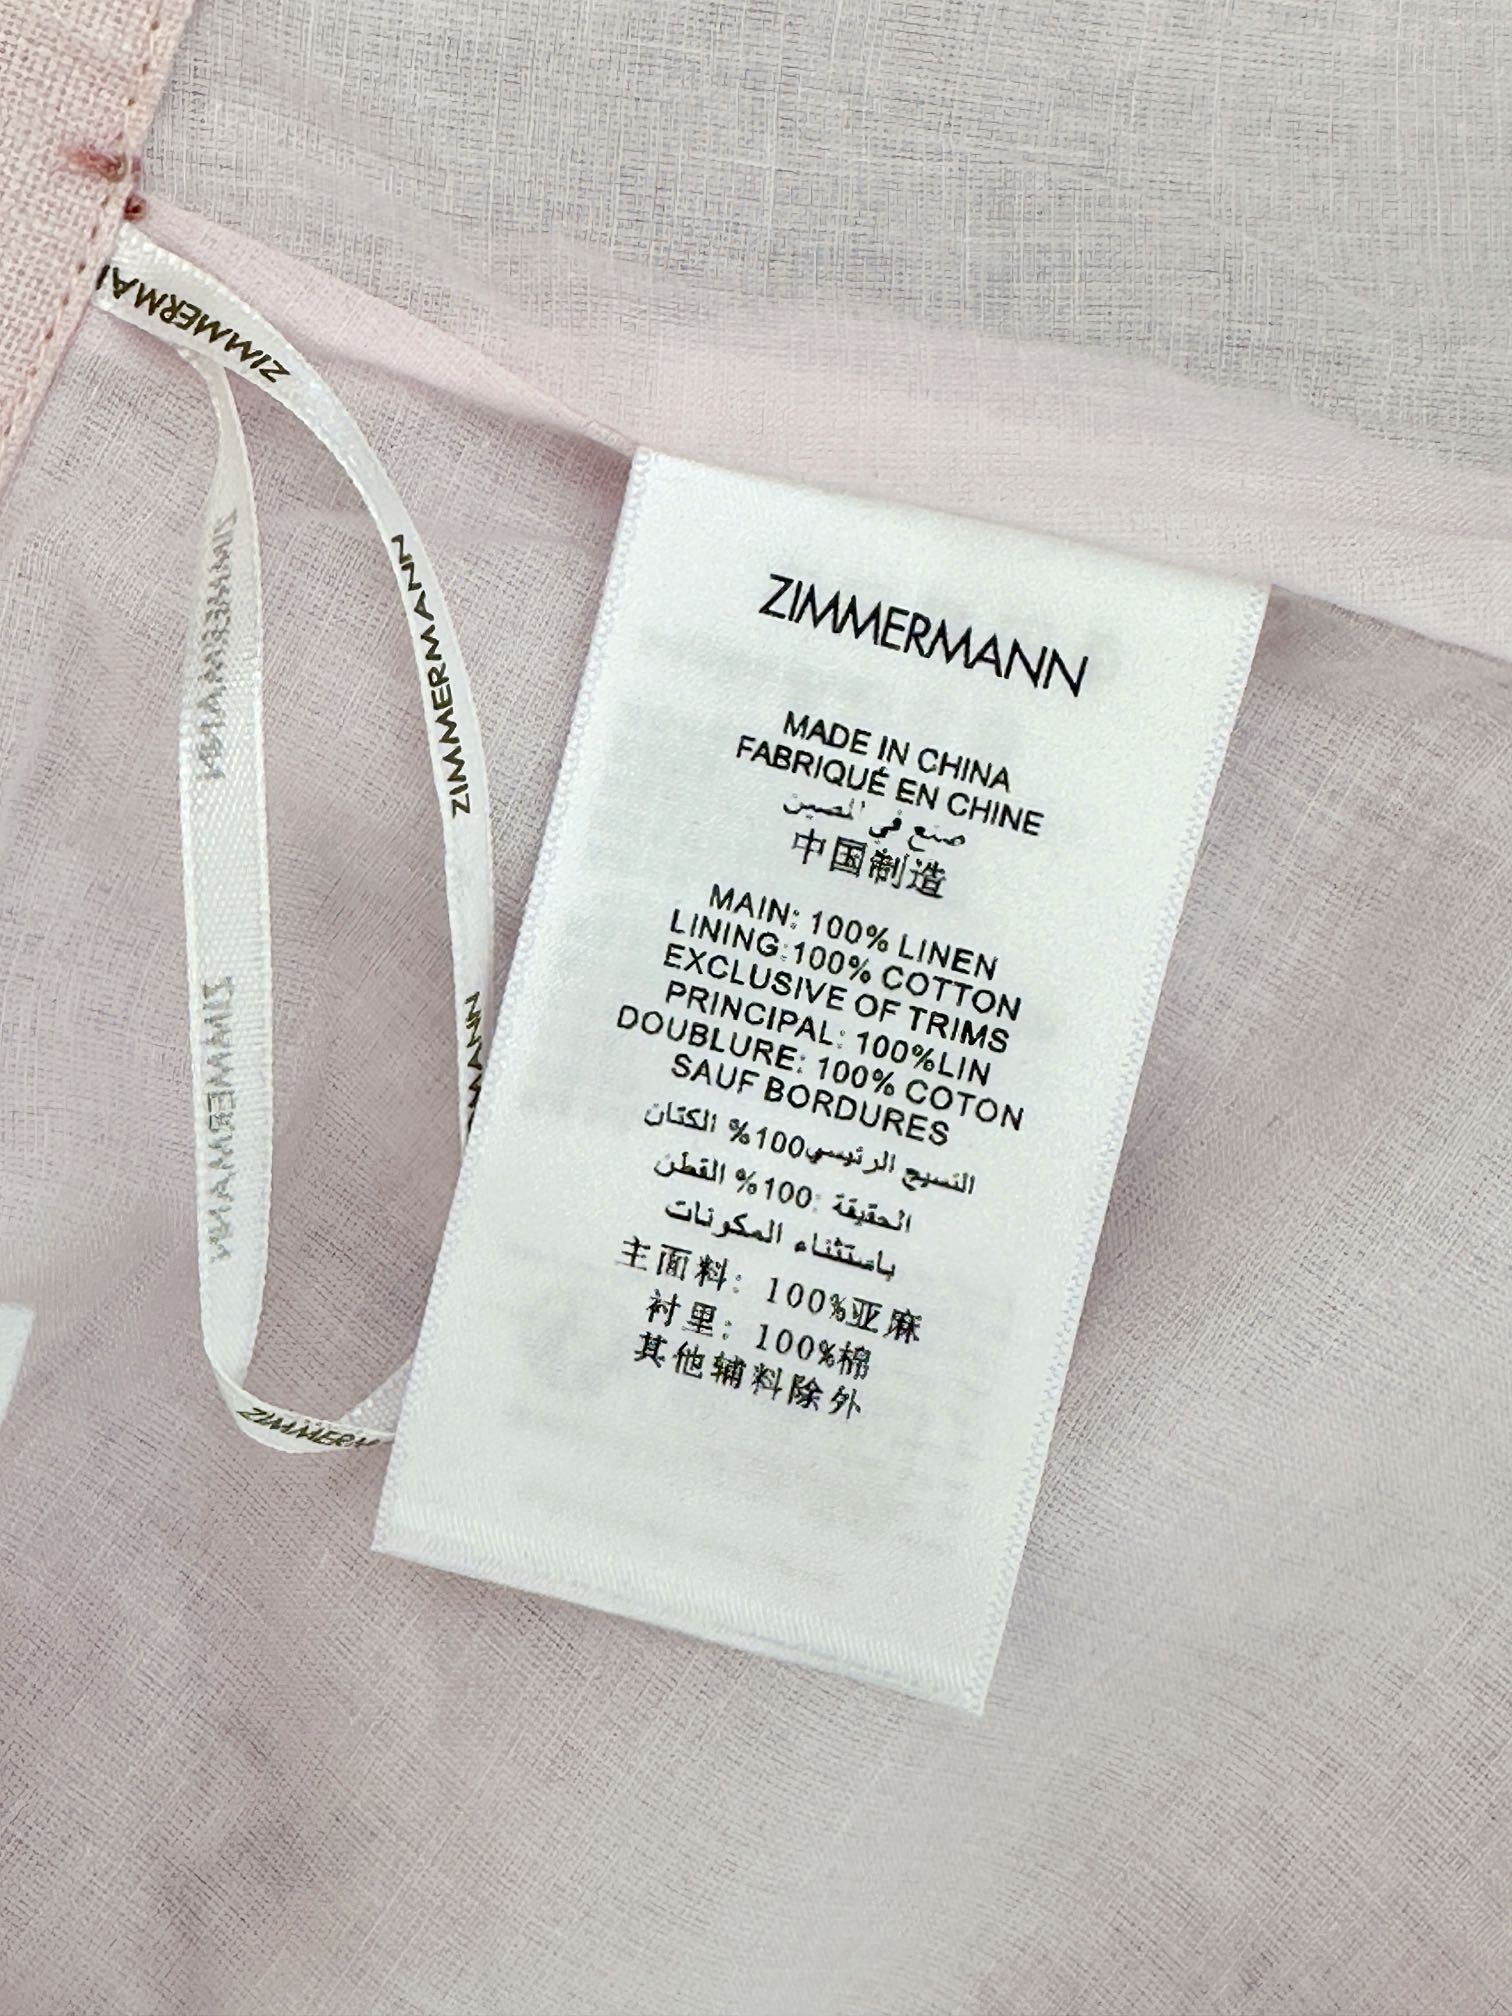 ZIMMERMANN
MADE IN CHINA
FABRIQUÉ EN CHINE
صنع في الصين
中国制造
MAIN: 100% LINEN
LINING:100% COTTON
EXCLUSIVE OF TRIMS
PRINCIPAL: 100%LIN
DOUBLURE: 100% COTON
SAUF BORDURES
النسيج الرئيسي100% الكتان
الحقيقة :100% القطن
باستثناء المكونات
主面料: 100%亚麻
衬里: 100%棉
其他辅料除外
ZIMMERMAN
ZIMMERMANN
MANN
ZIMMERMANN
ZIMMERMANN
ZIMMERM